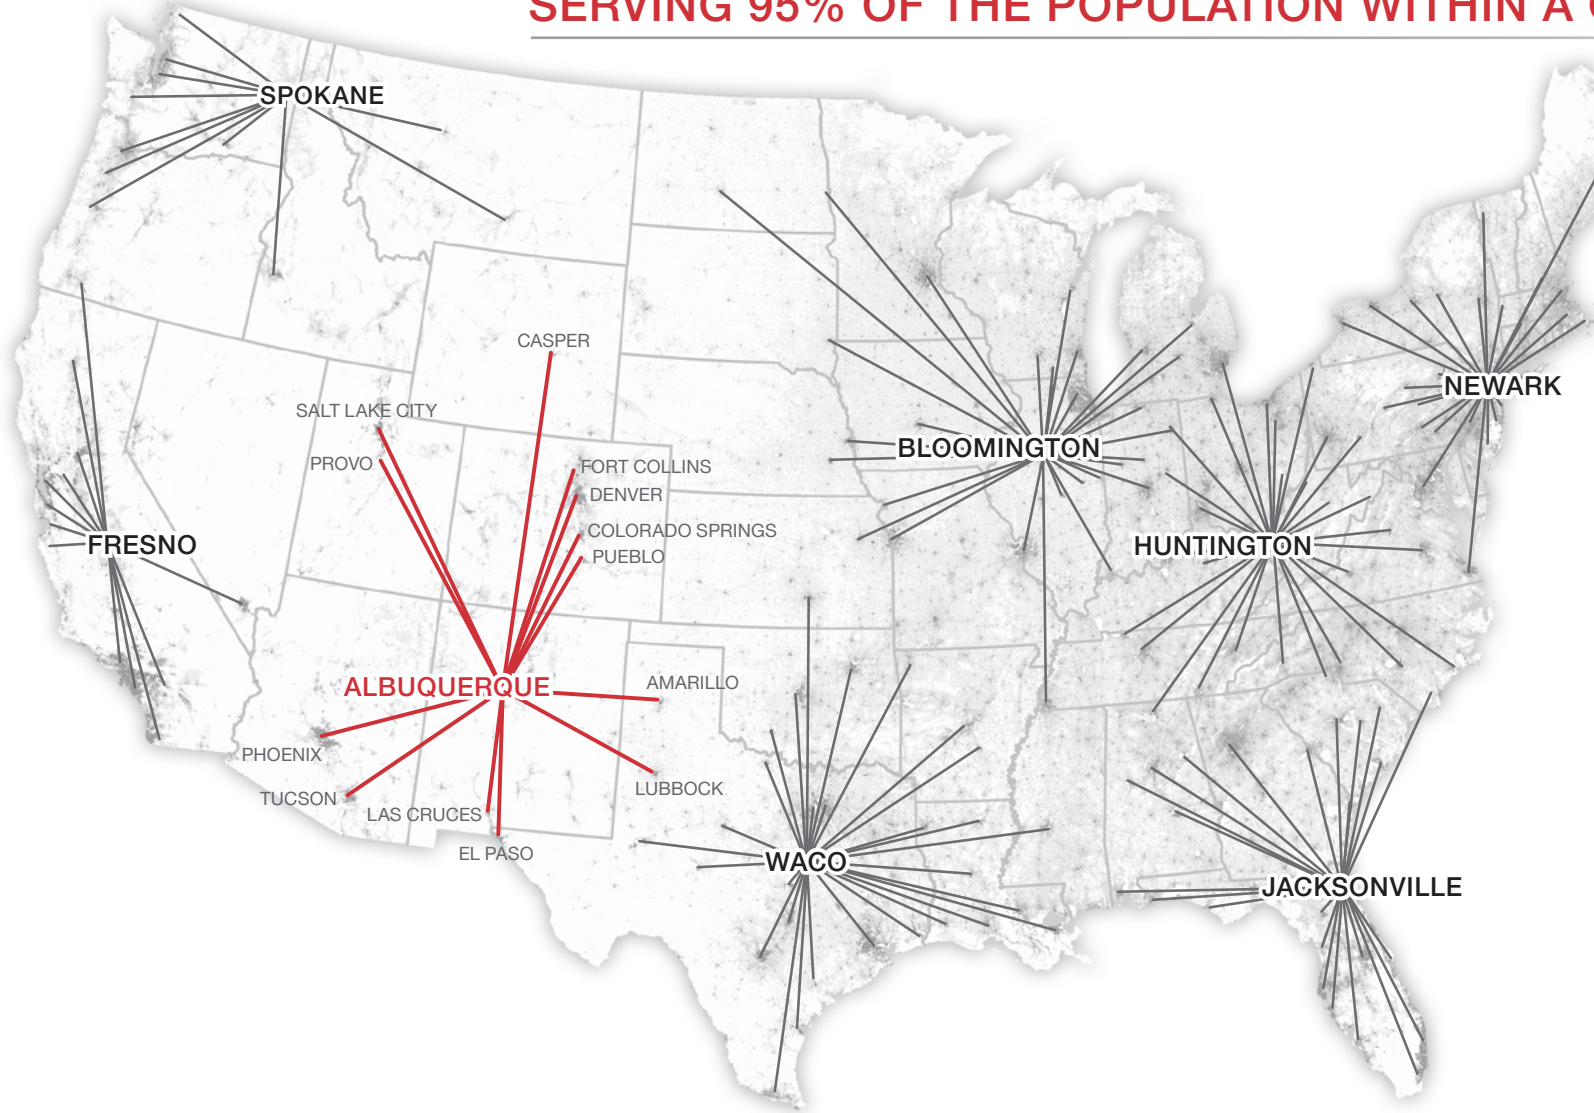 SERVING 95% OF THE POPULATION WITHIN A
SPOKANE
CASPER
SALT LAKE CITY
PROVO
FORT COLLINS
DENVER
COLORADO SPRINGS
PUEBLO
NEWARK
BLOOMINGTON
FRESNO
HUNTINGTON
ALBUQUERQUE
AMARILLO
PHOENIX
TUCSON
LAS CRUCES
EL PASO
LUBBOCK
WACO
JACKSONVILLE